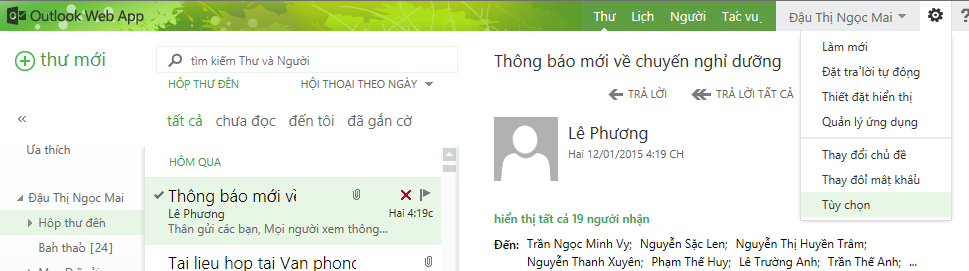 Outlook Web App
Thư Lịch Người Tác vụ Đậu Thị Ngọc Mai ?
thư mới
«
Ưa thích
Đậu Thị Ngọc Mai
Hộp thư đến
Bản thảo [24]
tìm kiếm Thư và Người
HỘP THƯ ĐẾN HỘI THOẠI THEO NGÀY
tất cả chưa đọc đến tôi đã gắn cờ
HÔM QUA
Thông báo mới về
Lê Phương Hai 4:19c
Thân gửi các bạn, Mọi người xem thông...
Tai lieu hop tai Van phong
Thông báo mới về chuyến nghỉ dưỡng
TRẢ LỜI TRẢ LỜI TẤT CẢ
Lê Phương
Hai 12/01/2015 4:19 CH
hiển thị tất cả 19 người nhận
Đến: Trần Ngọc Minh Vy; Nguyễn Sặc Len; Nguyễn Thị Huyền Trâm;
Nguyễn Thanh Xuyên; Phạm Thế Huy; Lê Trường Anh; Trần Thế Anh; ...
Làm mới
Đặt trả lời tự động
Thiết đặt hiển thị
Quản lý ứng dụng
Thay đổi chủ đề
Thay đổi mật khẩu
Tùy chọn